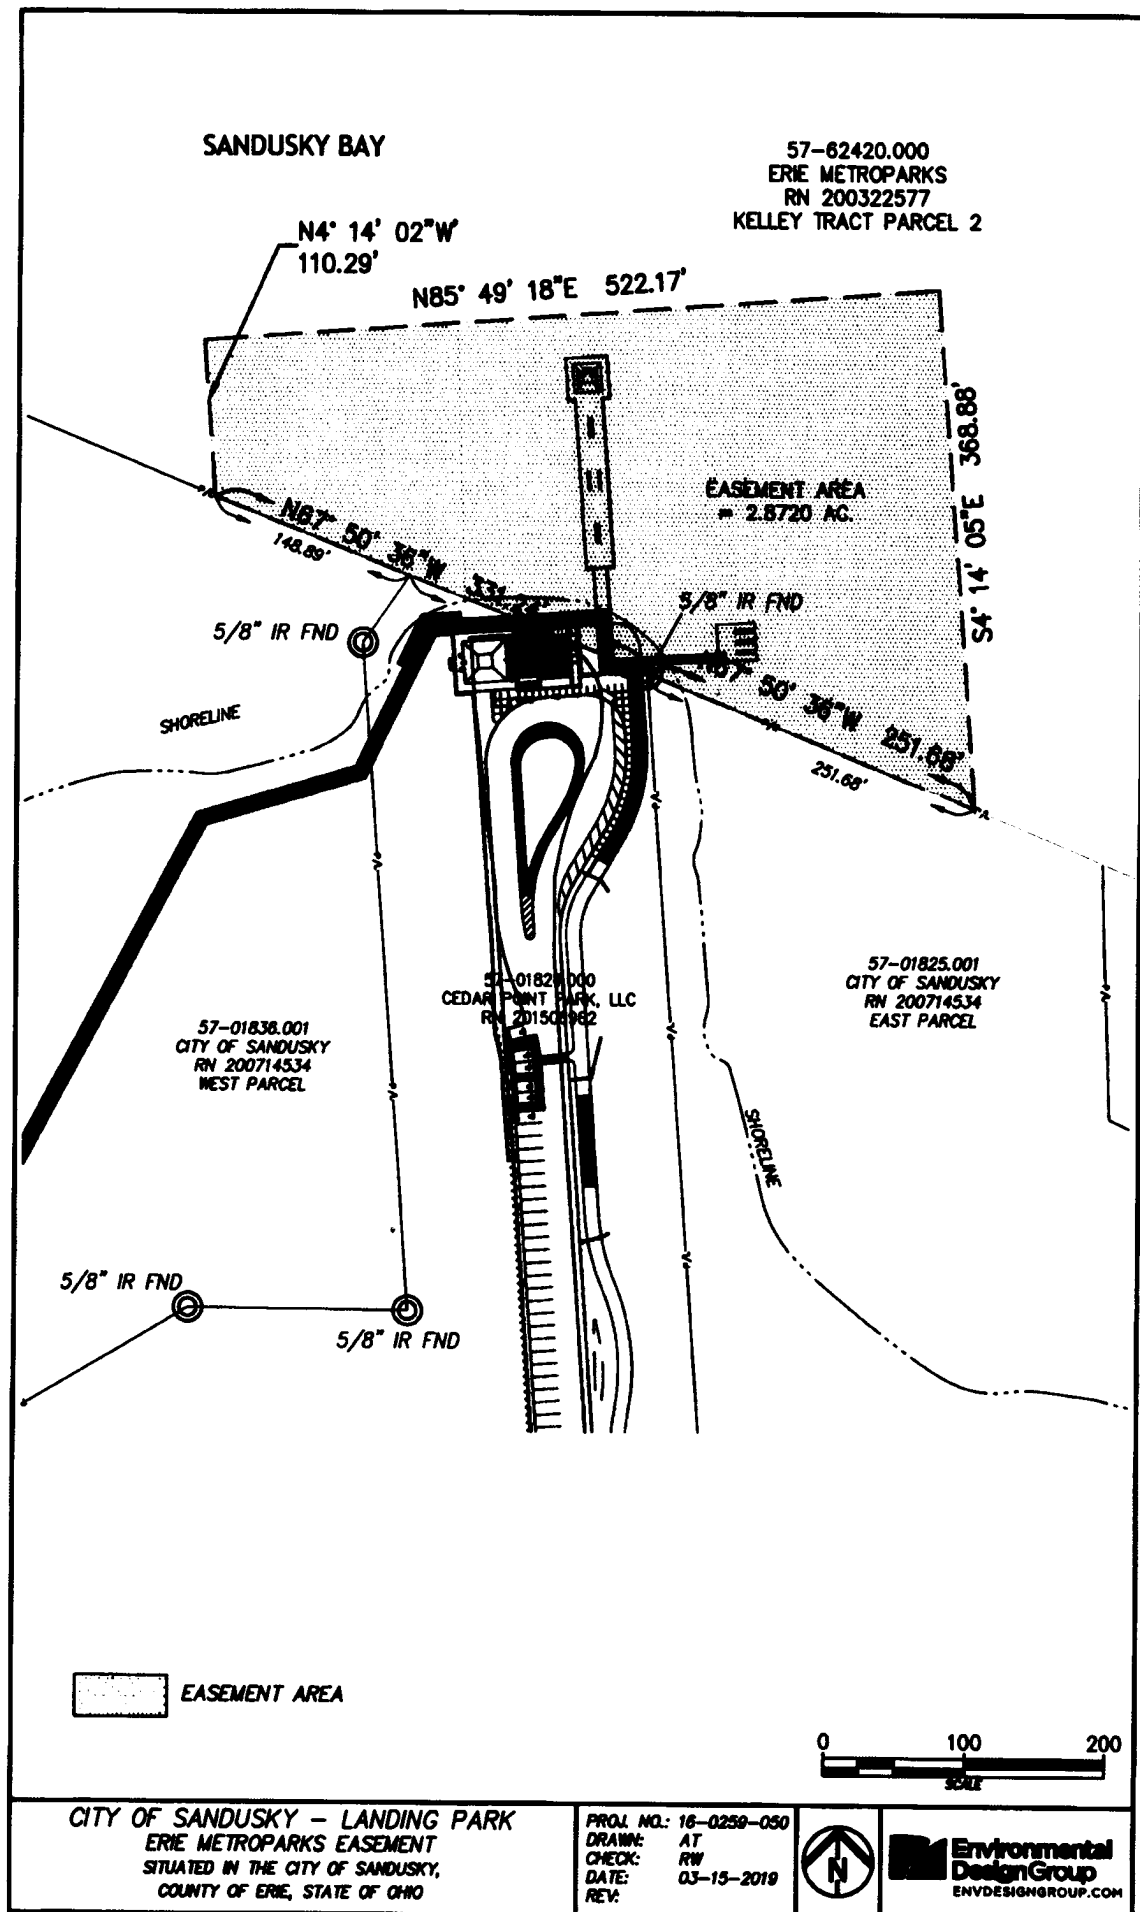 SANDUSKY BAY
57-62420.000
ERIE METROPARKS
RN 200322577
KELLEY TRACT PARCEL 2
N4° 14' 02"W
110.29'
N85° 49' 18"E 522.17'
S4° 14' 05"E 368.88'
EASEMENT AREA
= 2.8720 AC.
N67° 50' 36"W
148.89'
5/8" IR FND
5/8" IR FND
50' 36"W 251.68'
251.68'
SHORELINE
57-01838.001
CITY OF SANDUSKY
RN 200714534
WEST PARCEL
CEDAR POINT PARK, LLC
57-01825.001
CITY OF SANDUSKY
RN 200714534
EAST PARCEL
SHORELINE
5/8" IR FND
5/8" IR FND
EASEMENT AREA
0 100 200
SCALE
CITY OF SANDUSKY - LANDING PARK
ERIE METROPARKS EASEMENT
SITUATED IN THE CITY OF SANDUSKY,
COUNTY OF ERIE, STATE OF OHIO
PROJ. NO.: 16-0259-050
DRAWN: AT
CHECK: RW
DATE: 03-15-2019
REV:
N
Environmental
DesignGroup
ENVDESIGNGROUP.COM